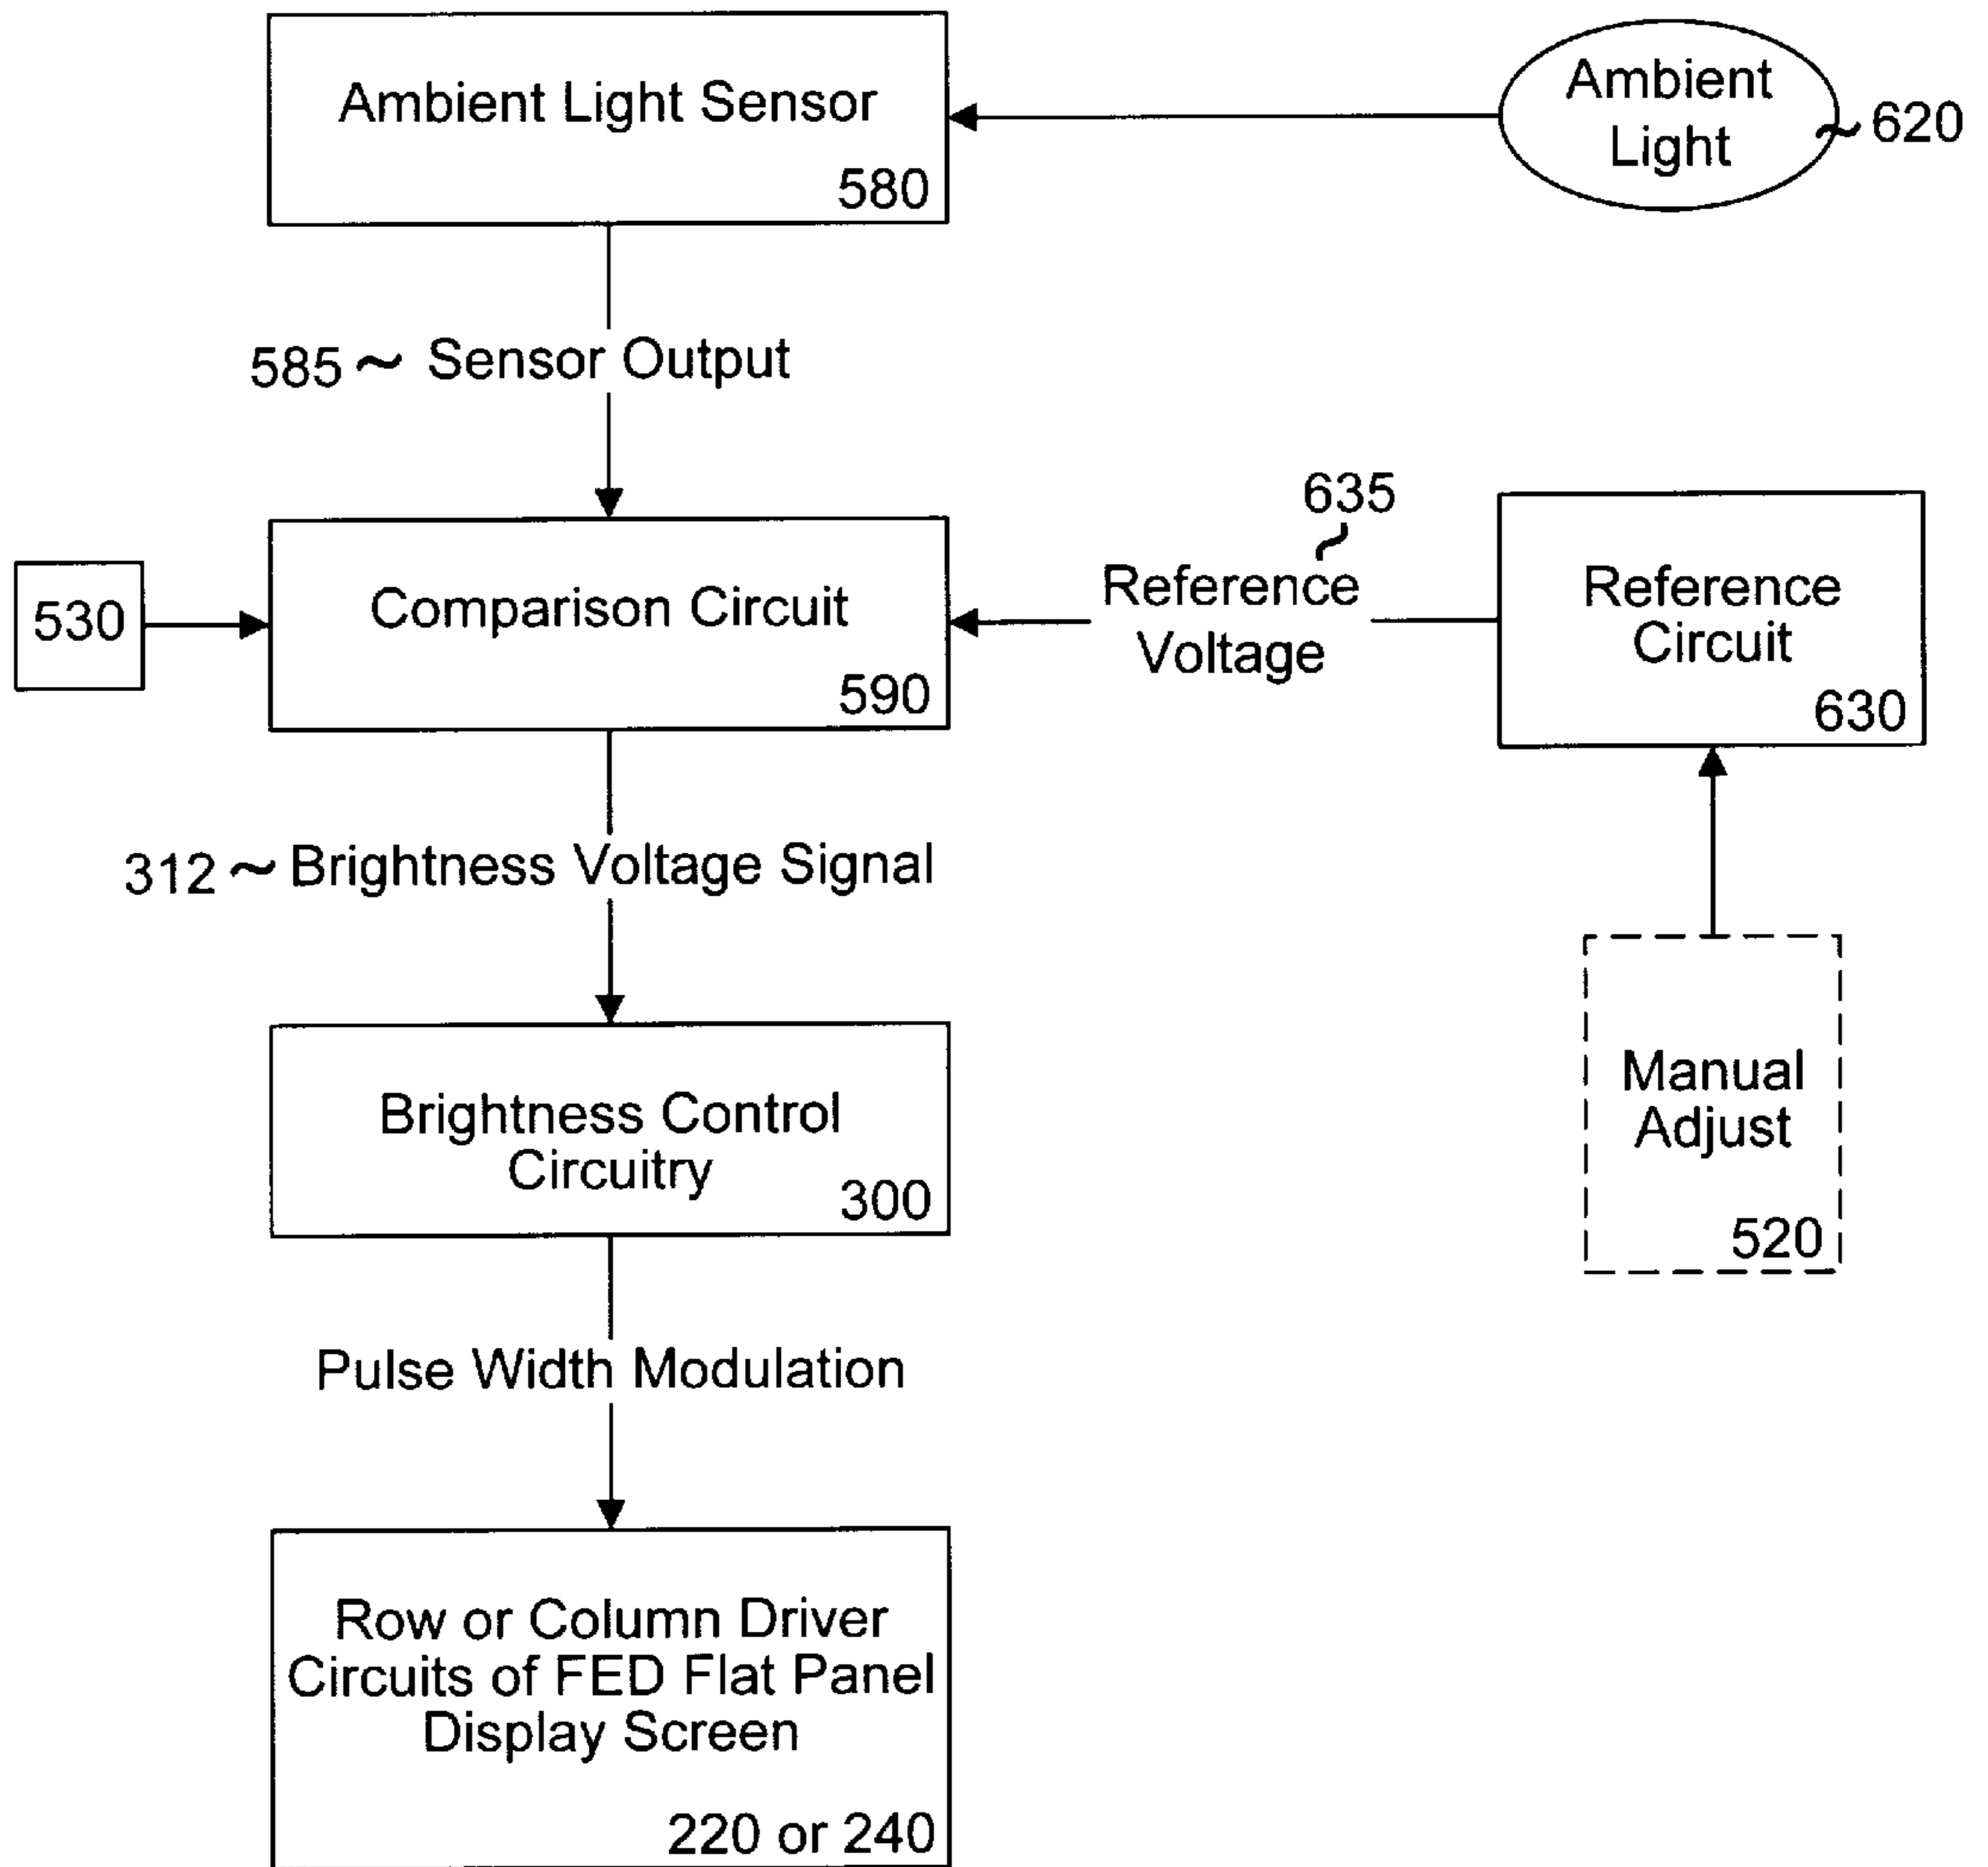 Ambient Light Sensor
580
Ambient
Light
~ 620
585 ~ Sensor Output
530
Comparison Circuit
590
635
~
Reference
Voltage
Reference
Circuit
630
312 ~ Brightness Voltage Signal
Brightness Control
Circuitry
300
Manual
Adjust
520
Pulse Width Modulation
Row or Column Driver
Circuits of FED Flat Panel
Display Screen
220 or 240